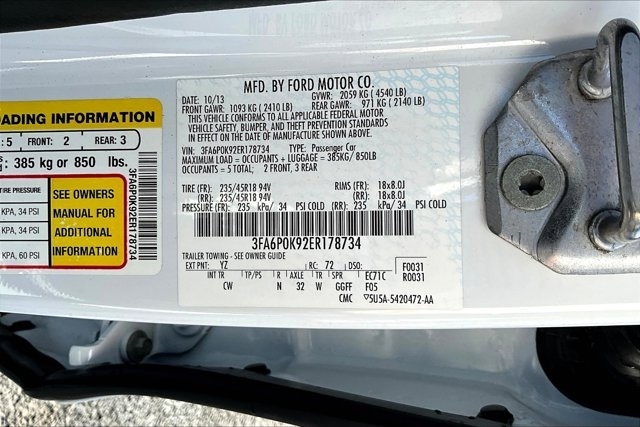 OADING INFORMATION
: 5 FRONT: 2 REAR: 3
385 kg or 850 lbs.
TIRE PRESSURE
KPA, 34 PSI
KPA, 34 PSI
KPA, 60 PSI
SEE OWNERS
MANUAL FOR
ADDITIONAL
INFORMATION
3FA6P0K92ER178734
MFD. BY FORD MOTOR CO.
DATE: 10/13 GVWR: 2059 KG ( 4540 LB)
FRONT GAWR: 1093 KG ( 2410 LB) REAR GAWR: 971 KG ( 2140 LB)
THIS VEHICLE CONFORMS TO ALL APPLICABLE FEDERAL MOTOR
VEHICLE SAFETY, BUMPER, AND THEFT PREVENTION STANDARDS
IN EFFECT ON THE DATE OF MANUFACTURE SHOWN ABOVE.
VIN: 3FA6P0K92ER178734 TYPE: Passenger Car
MAXIMUM LOAD = OCCUPANTS + LUGGAGE = 385KG/ 850LB
OCCUPANTS = 5 TOTAL: 2 FRONT, 3 REAR
TIRE (FR): 235/45R18 94V RIMS (FR): 18x8.0J
(RR): 235/45R18 94V (RR): 18x8.0J
PRESSURE (FR): 235 kPa/ 34 PSI COLD (RR): 235 kPa/ 34 PSI COLD
3FA6P0K92ER178734
TRAILER TOWING - SEE OWNER GUIDE
EXT PNT: YZ RC: 72 DSO: F0031
INT TR TP/PS R AXLE TR SPR EC71C R0031
CW N 32 W GGFF F05
CMC 5U5A-5420472-AA